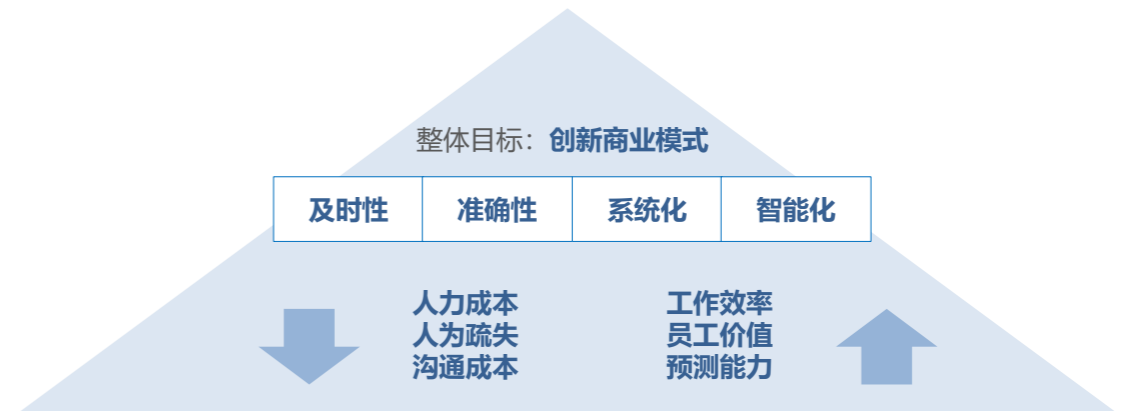 整体目标：创新商业模式
及时性 准确性 系统化 智能化
人力成本
人为疏失
沟通成本
工作效率
员工价值
预测能力